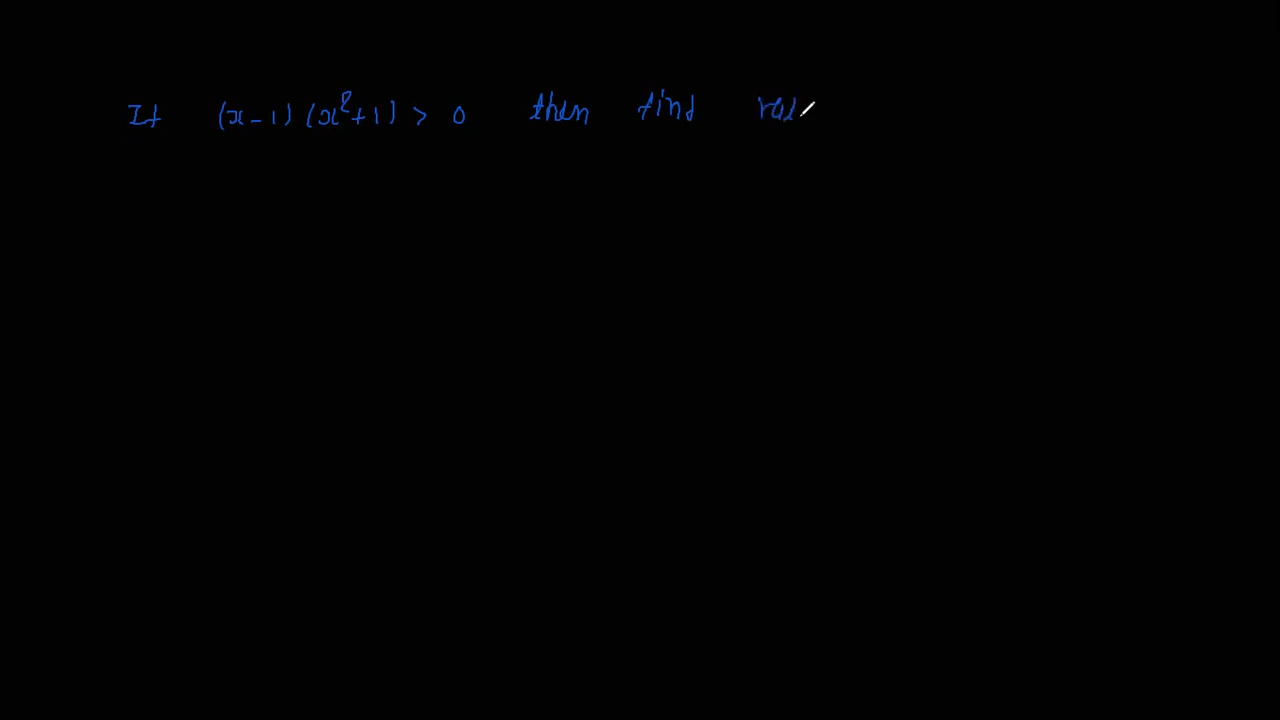 If (x-1) (x²+1) > 0 then find